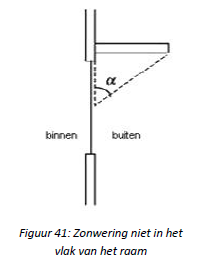 α
binnen buiten
Figuur 41: Zonwering niet in het
vlak van het raam